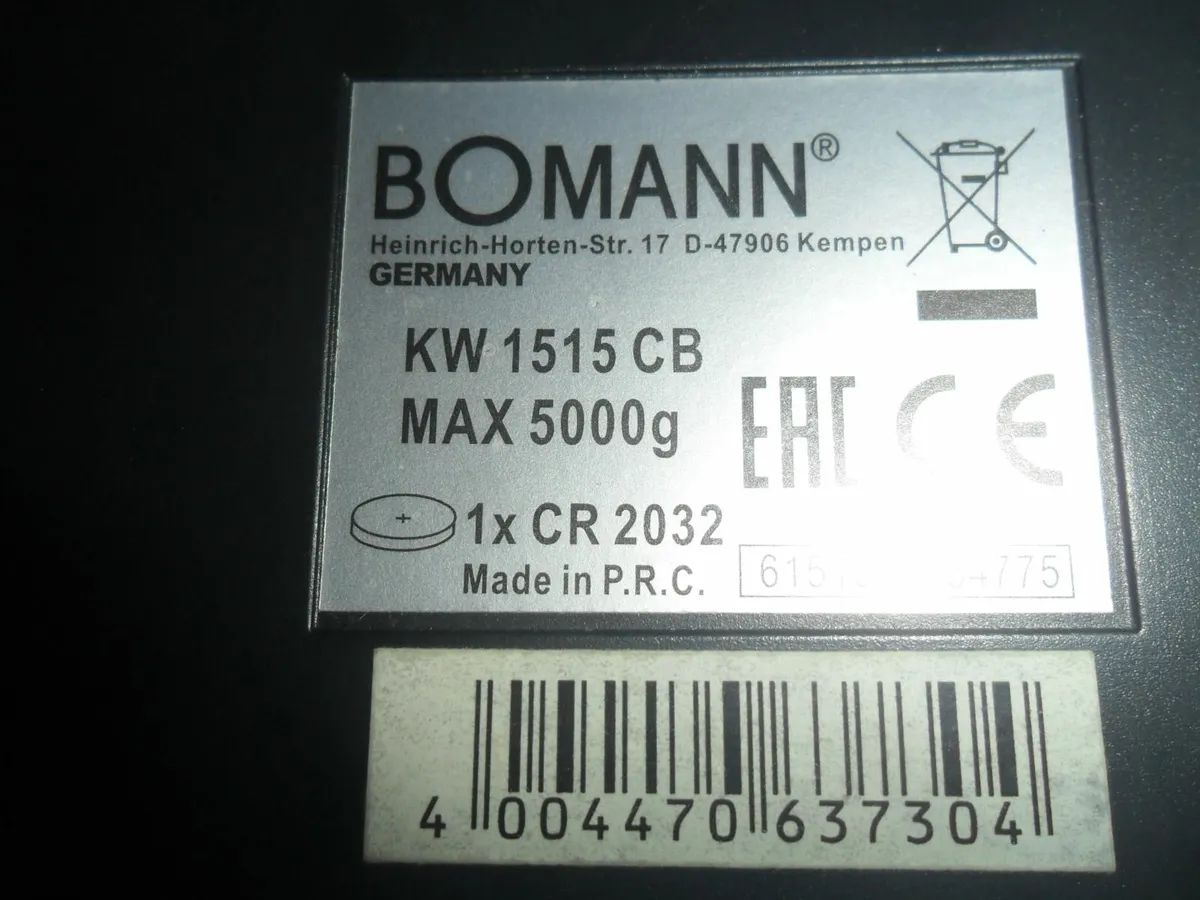 BOMANN®
Heinrich-Horten-Str. 17 D-47906 Kempen
GERMANY
KW 1515 CB
MAX 5000g
EAC CE
1x CR 2032
Made in P.R.C.
4 004470 637304